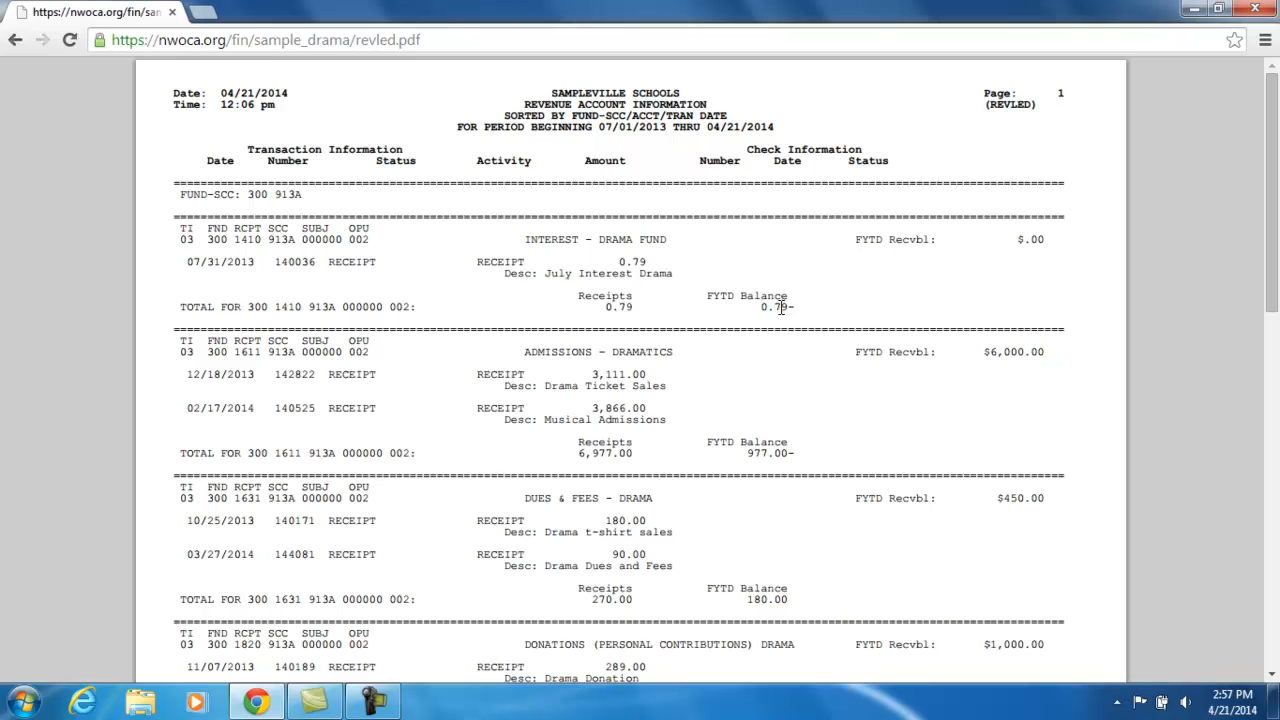 https://nwoca.org/fin/san
https://nwoca.org/fin/sample_drama/revled.pdf
Date: 04/21/2014 SAMPLEVILLE SCHOOLS Page: 1
Time: 12:06 pm REVENUE ACCOUNT INFORMATION (REVLED)
SORTED BY FUND-SCC/ACCT/TRAN DATE
FOR PERIOD BEGINNING 07/01/2013 THRU 04/21/2014
Transaction Information Check Information
Date Number Status Activity Amount Number Date Status
FUND-SCC: 300 913A
TI FND RCPT SCC SUBJ OPU
03 300 1410 913A 000000 002 INTEREST - DRAMA FUND FYTD Recvbl: $.00
07/31/2013 140036 RECEIPT RECEIPT 0.79
Desc: July Interest Drama
Receipts FYTD Balance
TOTAL FOR 300 1410 913A 000000 002: 0.79 0.79-
TI FND RCPT SCC SUBJ OPU
03 300 1611 913A 000000 002 ADMISSIONS - DRAMATICS FYTD Recvbl: $6,000.00
12/18/2013 142822 RECEIPT RECEIPT 3,111.00
Desc: Drama Ticket Sales
02/17/2014 140525 RECEIPT RECEIPT 3,866.00
Desc: Musical Admissions
Receipts FYTD Balance
TOTAL FOR 300 1611 913A 000000 002: 6,977.00 977.00-
TI FND RCPT SCC SUBJ OPU
03 300 1631 913A 000000 002 DUES & FEES - DRAMA FYTD Recvbl: $450.00
10/25/2013 140171 RECEIPT RECEIPT 180.00
Desc: Drama t-shirt sales
03/27/2014 144081 RECEIPT RECEIPT 90.00
Desc: Drama Dues and Fees
Receipts FYTD Balance
TOTAL FOR 300 1631 913A 000000 002: 270.00 180.00
TI FND RCPT SCC SUBJ OPU
03 300 1820 913A 000000 002 DONATIONS (PERSONAL CONTRIBUTIONS) DRAMA FYTD Recvbl: $1,000.00
11/07/2013 140189 RECEIPT RECEIPT 289.00
Desc: Drama Donation
2:57 PM
4/21/2014